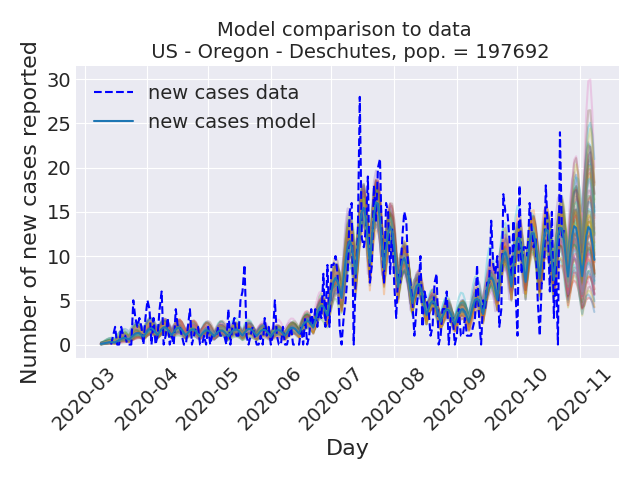 Model comparison to data
US - Oregon - Deschutes, pop. = 197692
Number of new cases reported
30
25
20
15
10
5
0
new cases data
new cases model
2020-03
2020-04
2020-05
2020-06
2020-07
2020-08
2020-09
2020-10
2020-11
Day